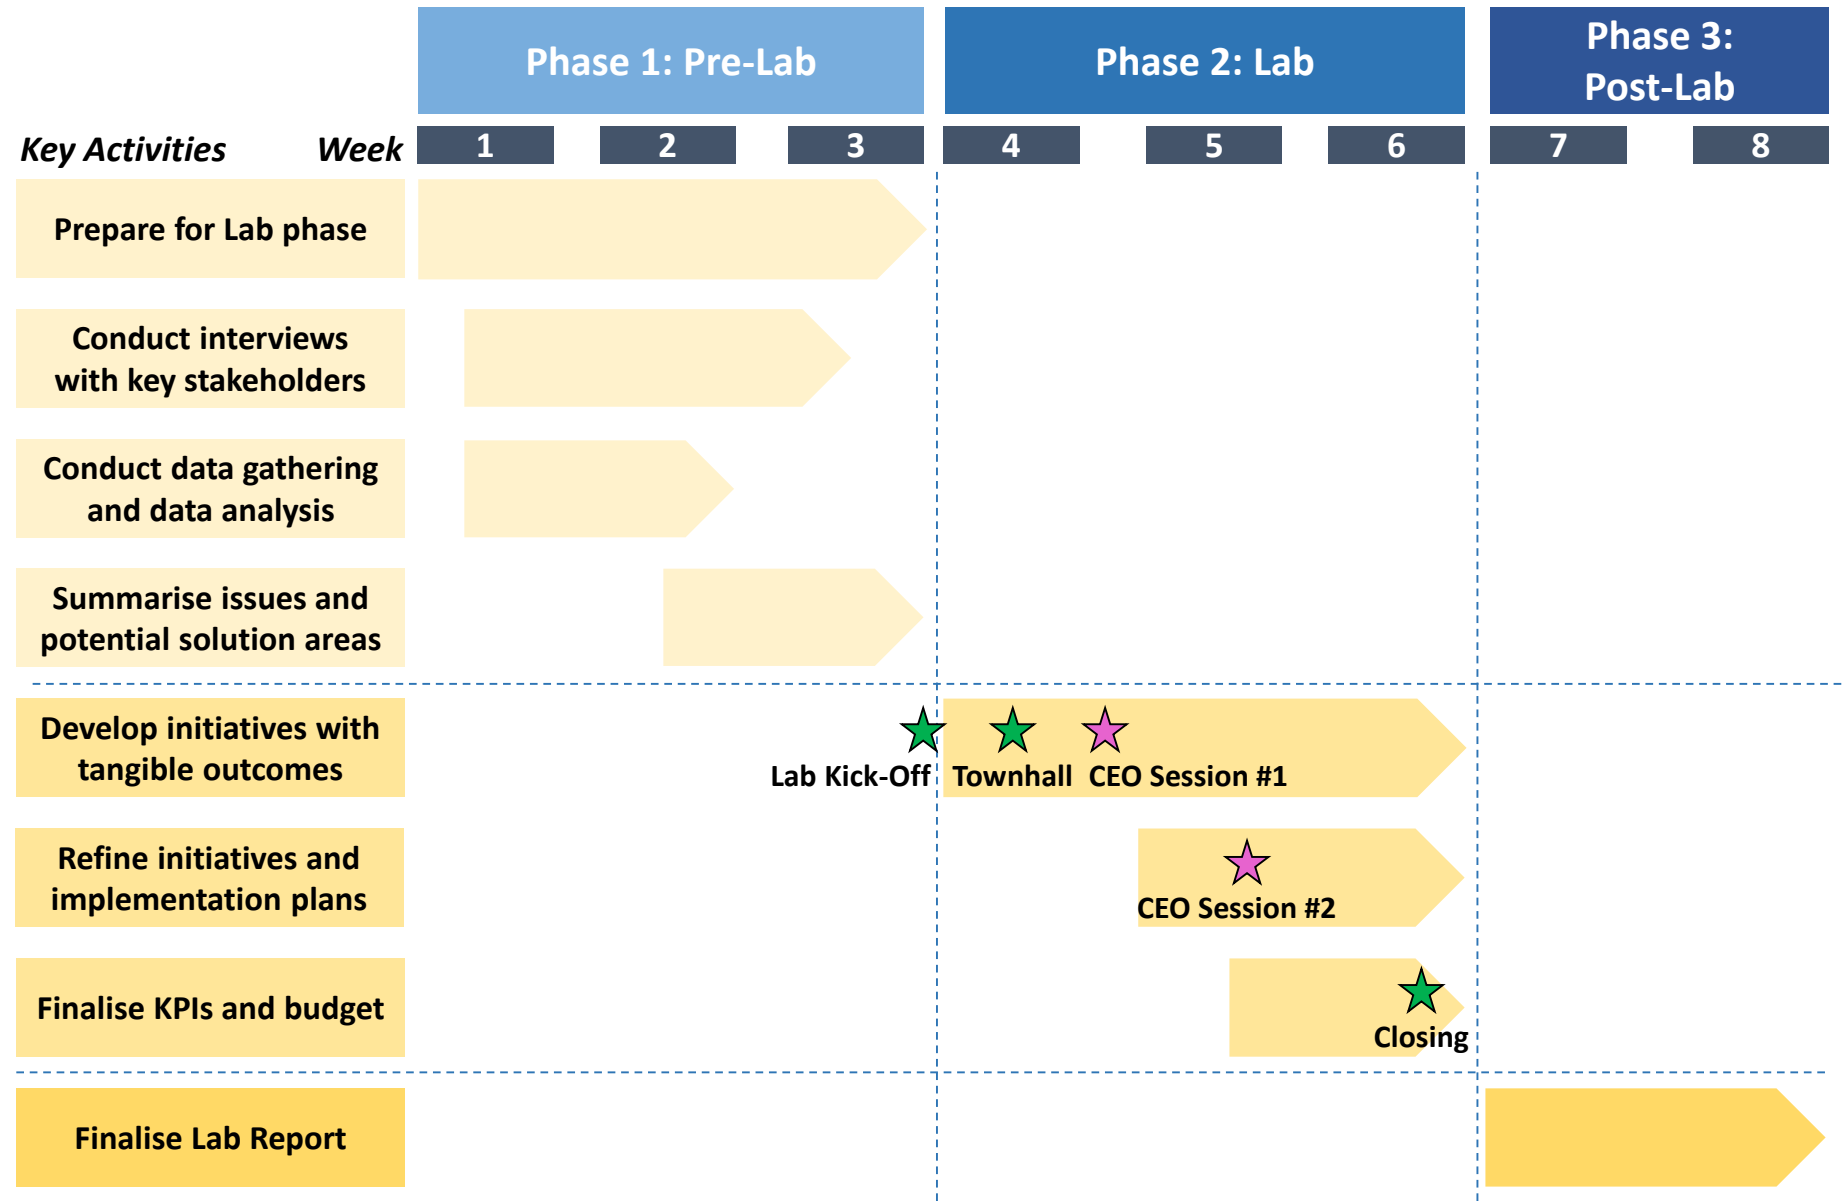 Phase 1: Pre-Lab
Phase 2: Lab
Phase 3:
Post-Lab
Key Activities Week 1 2 3 4 5 6 7 8
Prepare for Lab phase
Conduct interviews
with key stakeholders
Conduct data gathering
and data analysis
Summarise issues and
potential solution areas
Develop initiatives with
tangible outcomes
Lab Kick-Off Townhall CEO Session #1
Refine initiatives and
implementation plans
CEO Session #2
Finalise KPIs and budget
Closing
Finalise Lab Report